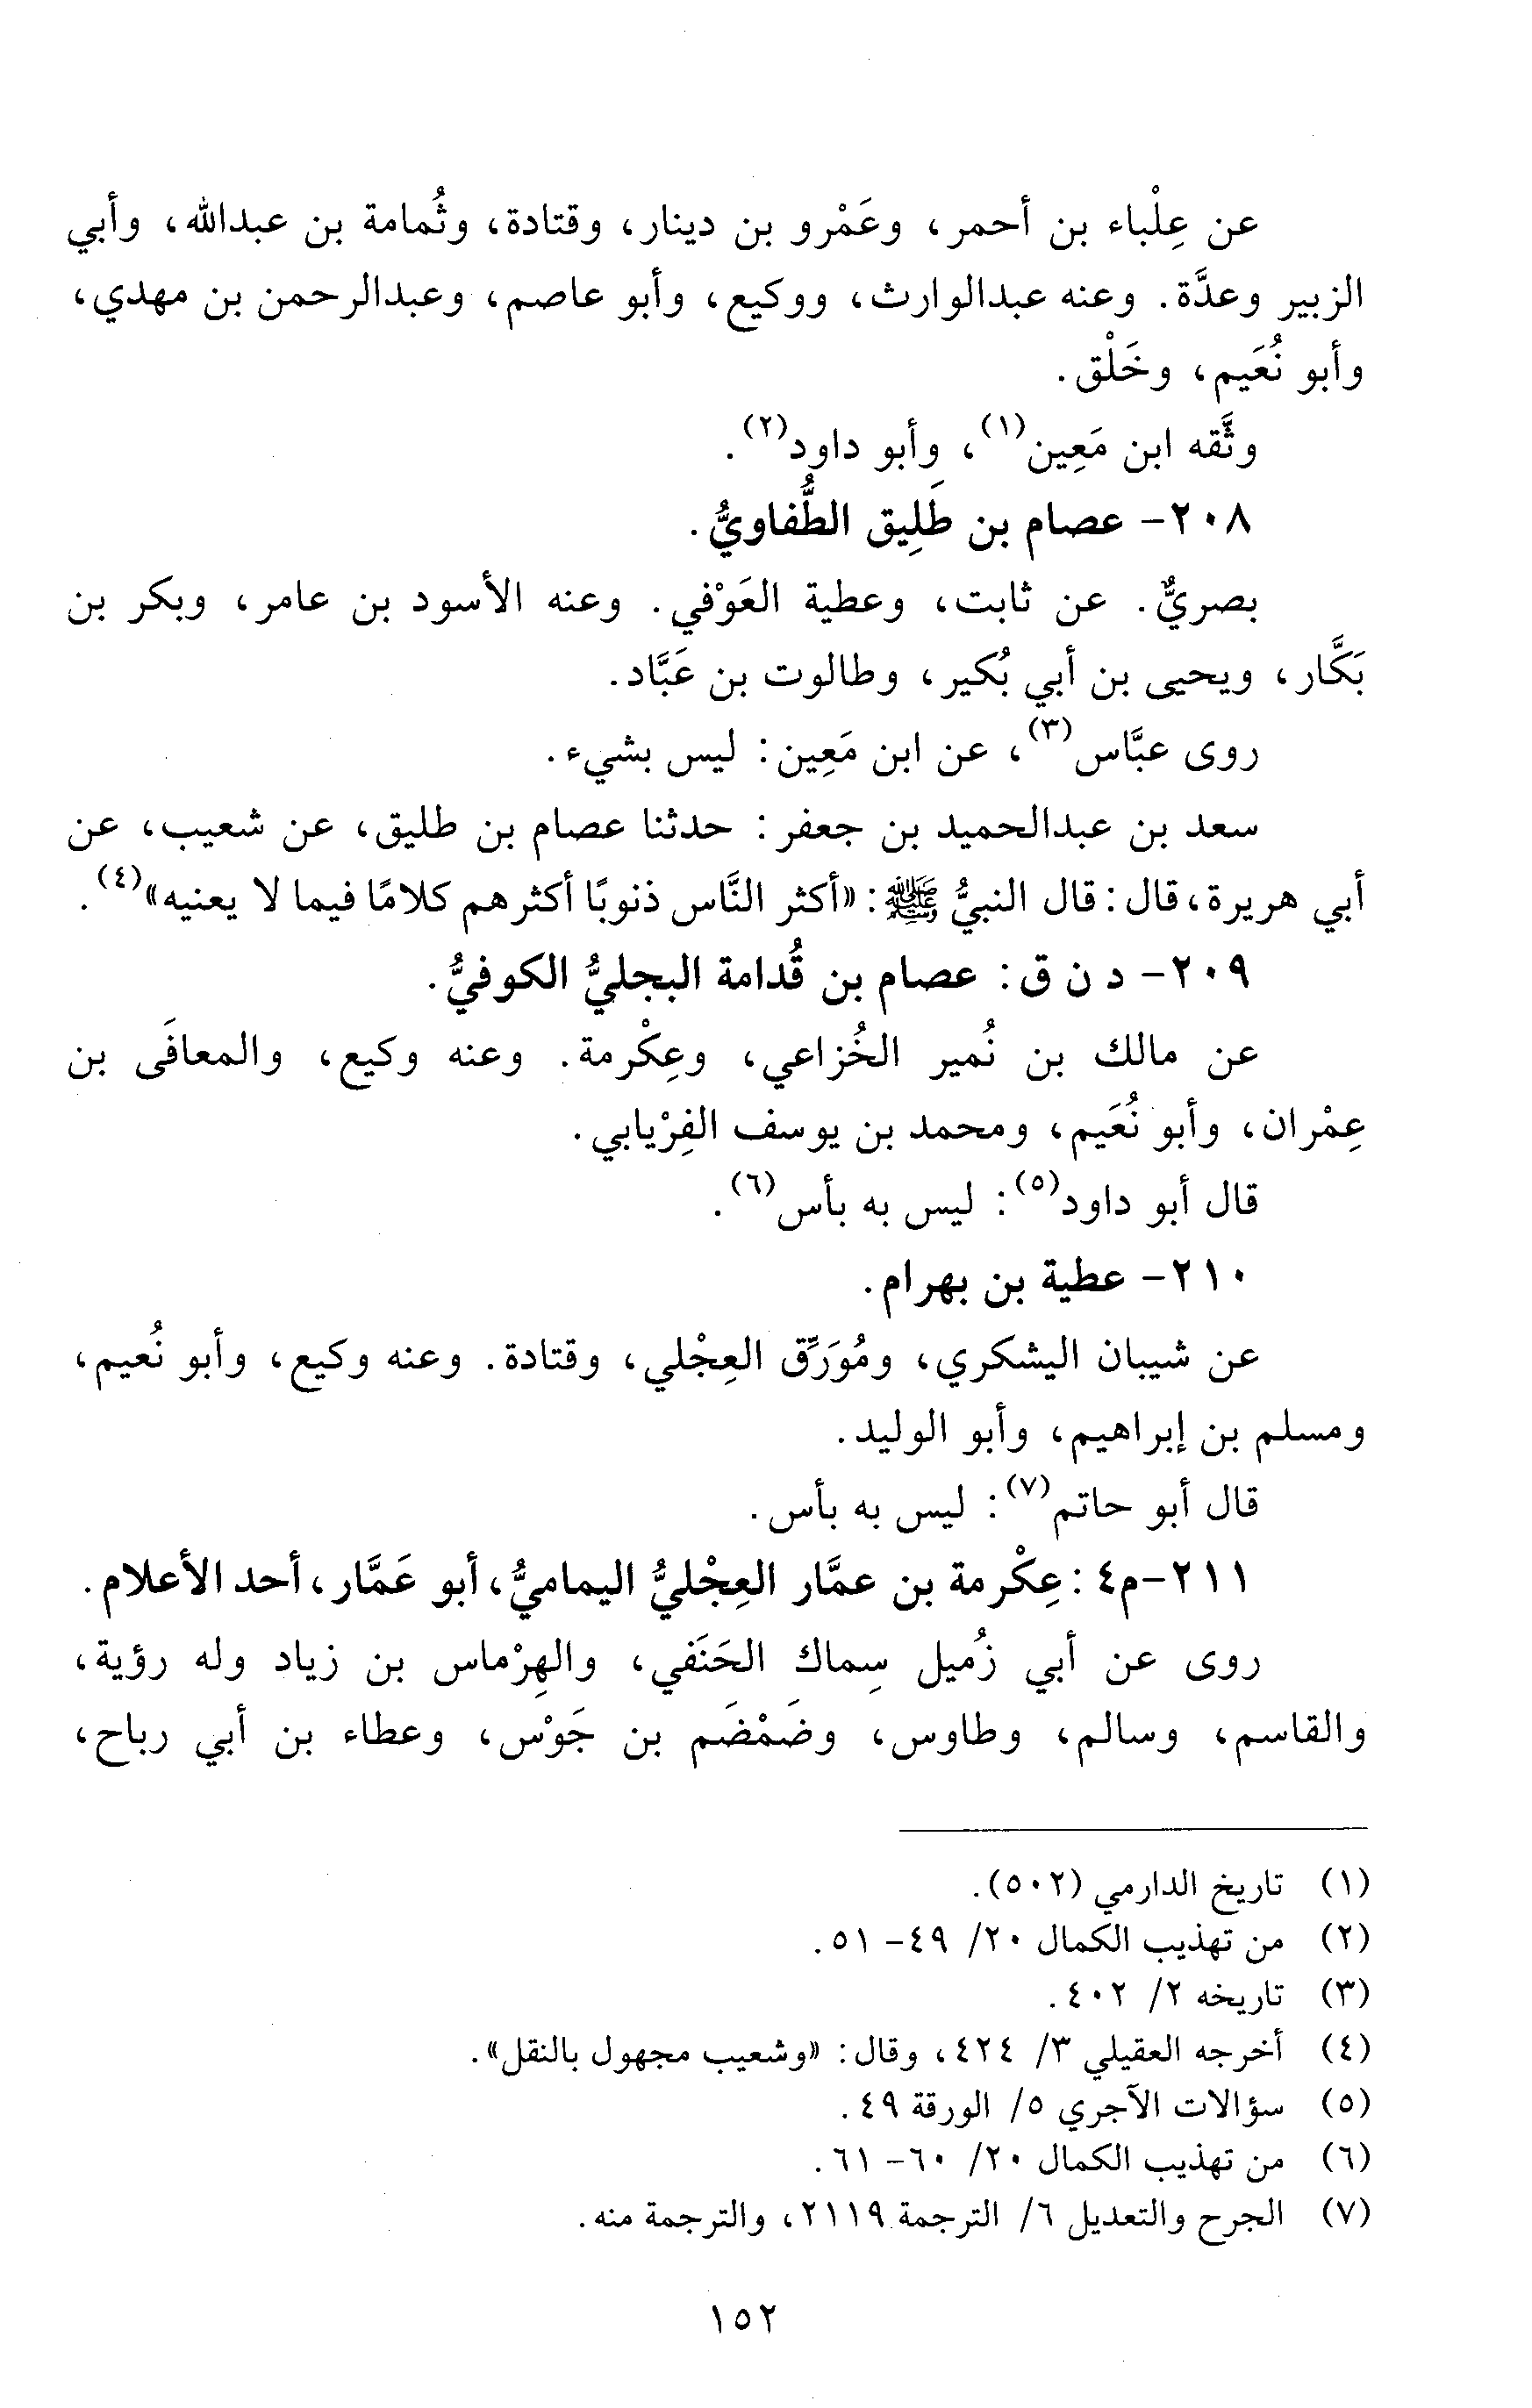 عن عِلْباء بن أحمر، وعَمْرو بن دينار، وقتادة، وثُمامة بن عبدالله، وأبي
الزبير وعدَّة. وعنه عبدالوارث، ووكيع، وأبو عاصم، وعبدالرحمن بن مهدي،
وأبو نُعَيم، وخَلْق.
وثَّقه ابن مَعِين(١)، وأبو داود(٢).
٢٠٨- عصام بن طَلِيق الطُّفاويُّ.
بصريٌّ. عن ثابت، وعطية العَوْفي. وعنه الأسود بن عامر، وبكر بن
بَكَّار، ويحيى بن أبي بُكير، وطالوت بن عَبَّاد.
روى عبَّاس(٣)، عن ابن مَعِين: ليس بشيء.
سعد بن عبدالحميد بن جعفر: حدثنا عصام بن طليق، عن شعيب، عن
أبي هريرة، قال: قال النبيُّ ﷺ: «أكثر النَّاس ذنوبًا أكثرهم كلامًا فيما لا يعنيه»(٤).
٢٠٩- د ن ق: عصام بن قُدامة البجليُّ الكوفيُّ.
عن مالك بن نُمير الخُزاعي، وعِكْرمة. وعنه وكيع، والمعافَى بن
عِمْران، وأبو نُعَيم، ومحمد بن يوسف الفِرْيابي.
قال أبو داود(٥): ليس به بأس(٦).
٢١٠- عطية بن بهرام.
عن شيبان اليشكري، ومُوَرِّق العِجْلي، وقتادة. وعنه وكيع، وأبو نُعيم،
ومسلم بن إبراهيم، وأبو الوليد.
قال أبو حاتم(٧): ليس به بأس.
٢١١-م٤: عِكْرمة بن عمَّار العِجْليُّ اليماميُّ، أبو عَمَّار، أحد الأعلام.
روى عن أبي زُميل سِماك الحَنَفي، والهِرْماس بن زياد وله رؤية،
والقاسم، وسالم، وطاوس، وضَمْضَم بن جَوْس، وعطاء بن أبي رباح،
(١) تاريخ الدارمي (٥٠٢).
(٢) من تهذيب الكمال ٢٠/ ٤٩- ٥١.
(٣) تاريخه ٢/ ٤٠٢.
(٤) أخرجه العقيلي ٣/ ٤٢٤، وقال: «وشعيب مجهول بالنقل».
(٥) سؤالات الآجري ٥/ الورقة ٤٩.
(٦) من تهذيب الكمال ٢٠/ ٦٠- ٦١.
(٧) الجرح والتعديل ٦/ الترجمة ٢١١٩، والترجمة منه.
١٥٢